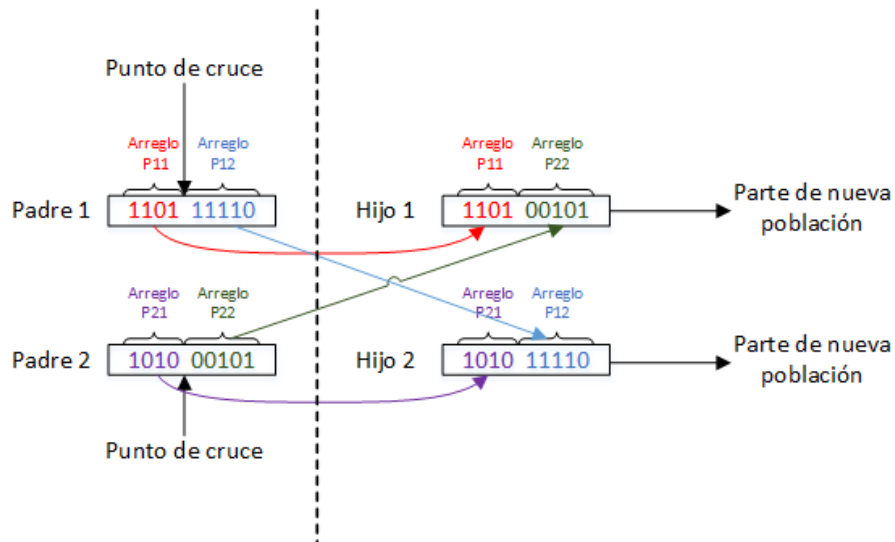 Punto de cruce
Arreglo P11
Arreglo P12
Padre 1
1101 11110
Arreglo P11
Arreglo P22
Hijo 1
1101 00101
Parte de nueva
población
Arreglo P21
Arreglo P22
Padre 2
1010 00101
Arreglo P21
Arreglo P12
Hijo 2
1010 11110
Parte de nueva
población
Punto de cruce